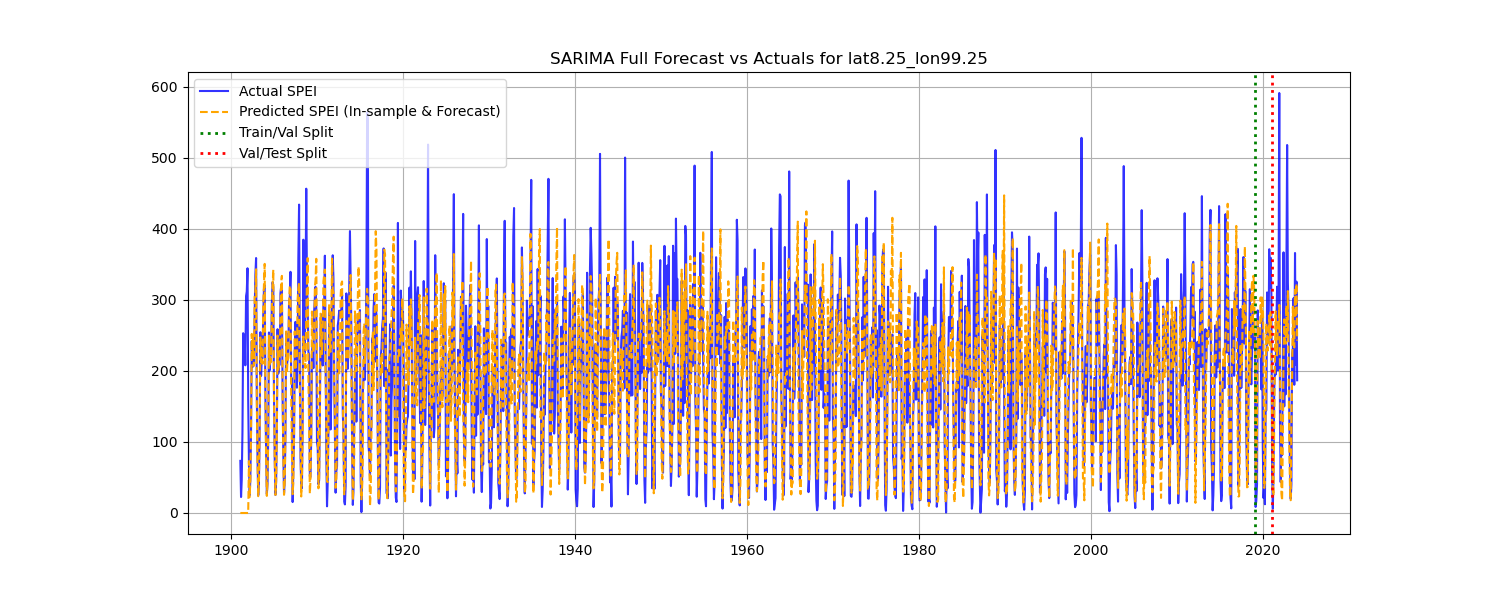 SARIMA Full Forecast vs Actuals for lat8.25_lon99.25
600
500
400
300
200
100
0
Actual SPEI
Predicted SPEI (In-sample & Forecast)
Train/Val Split
Val/Test Split
1900 1920 1940 1960 1980 2000 2020